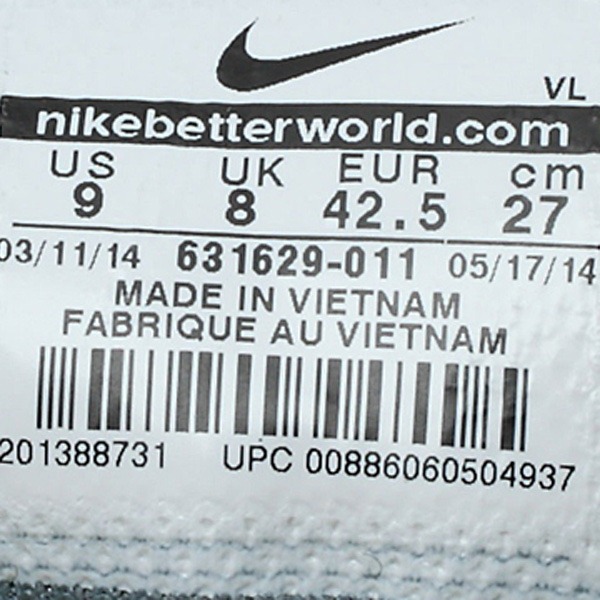 VL
nikebetterworld.com
US UK EUR cm
9 8 42.5 27
03/11/14 631629-011 05/17/14
MADE IN VIETNAM
FABRIQUE AU VIETNAM
201388731 UPC 00886060504937